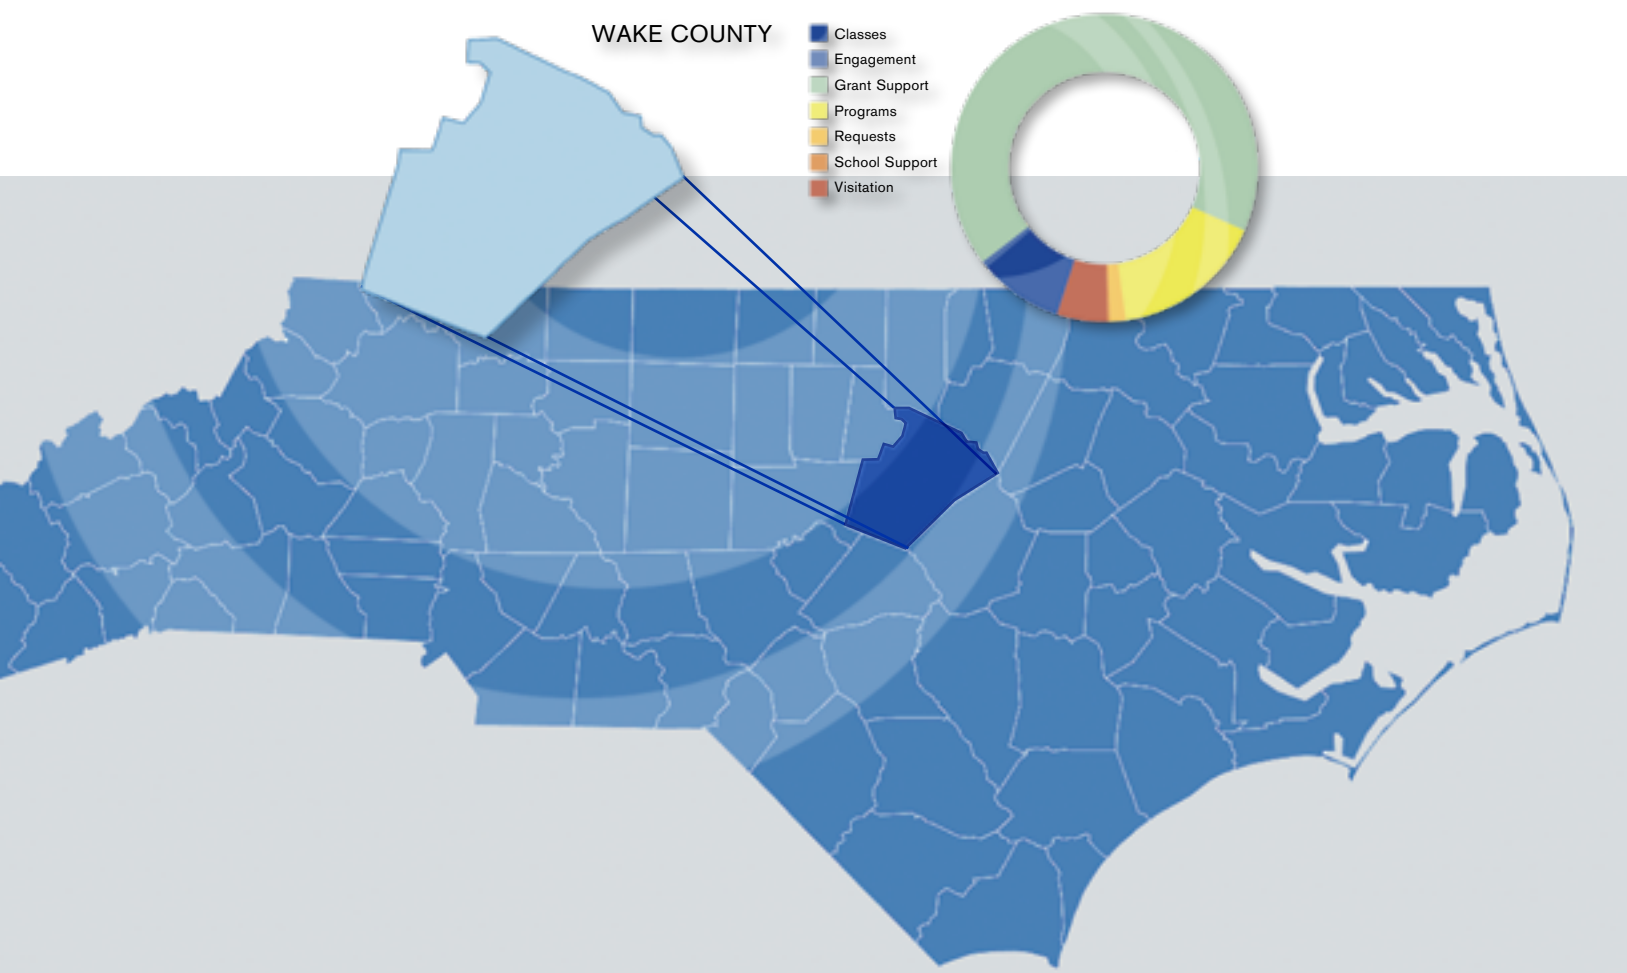 WAKE COUNTY
Classes
Engagement
Grant Support
Programs
Requests
School Support
Visitation